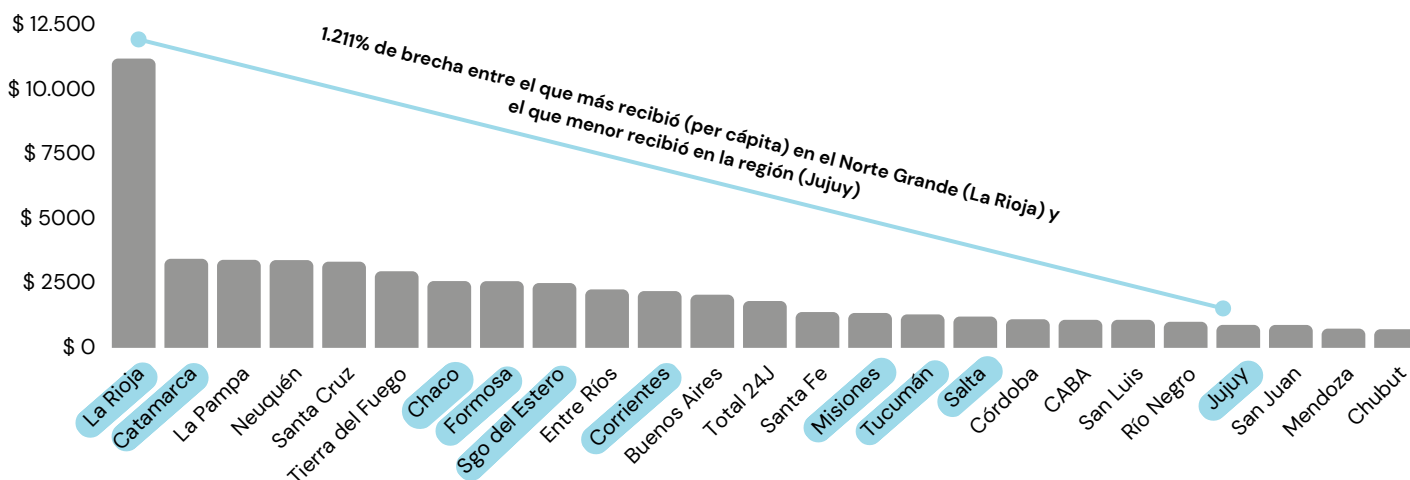 $ 12.500
$ 10.000
$ 7500
$ 5000
$ 2500
$ 0
1.211% de brecha entre el que más recibió (per cápita) en el Norte Grande (La Rioja) y
el que menor recibió en la región (Jujuy)
La Rioja
Catamarca
La Pampa
Neuquén
Santa Cruz
Tierra del Fuego
Chaco
Formosa
Sgo del Estero
Entre Ríos
Corrientes
Buenos Aires
Total 24J
Santa Fe
Misiones
Tucumán
Salta
Córdoba
CABA
San Luis
Río Negro
Jujuy
San Juan
Mendoza
Chubut